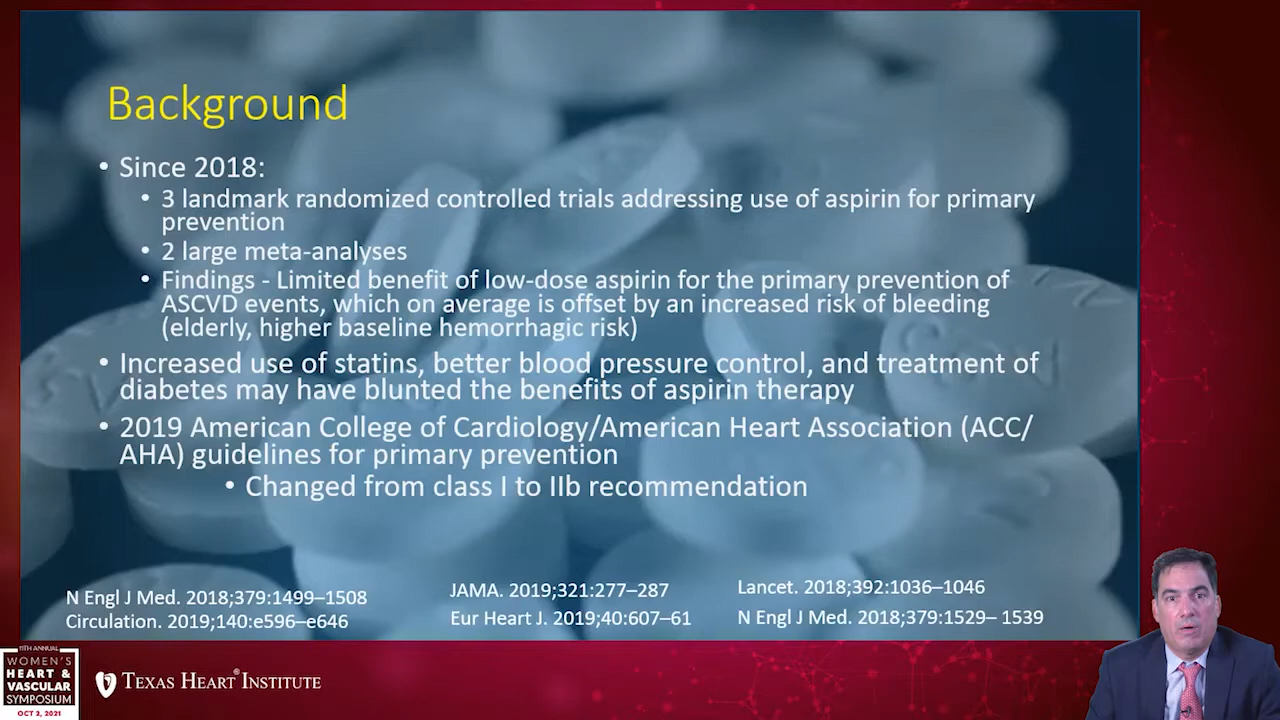 Background
• Since 2018:
• 3 landmark randomized controlled trials addressing use of aspirin for primary
prevention
• 2 large meta-analyses
• Findings - Limited benefit of low-dose aspirin for the primary prevention of
ASCVD events, which on average is offset by an increased risk of bleeding
(elderly, higher baseline hemorrhagic risk)
• Increased use of statins, better blood pressure control, and treatment of
diabetes may have blunted the benefits of aspirin therapy
• 2019 American College of Cardiology/American Heart Association (ACC/
AHA) guidelines for primary prevention
• Changed from class I to IIb recommendation
N Engl J Med. 2018;379:1499–1508
Circulation. 2019;140:e596–e646
JAMA. 2019;321:277–287
Eur Heart J. 2019;40:607–61
Lancet. 2018;392:1036–1046
N Engl J Med. 2018;379:1529– 1539
11TH ANNUAL
WOMEN'S
HEART &
VASCULAR
SYMPOSIUM
OCT 2, 2021
TEXAS HEART® INSTITUTE